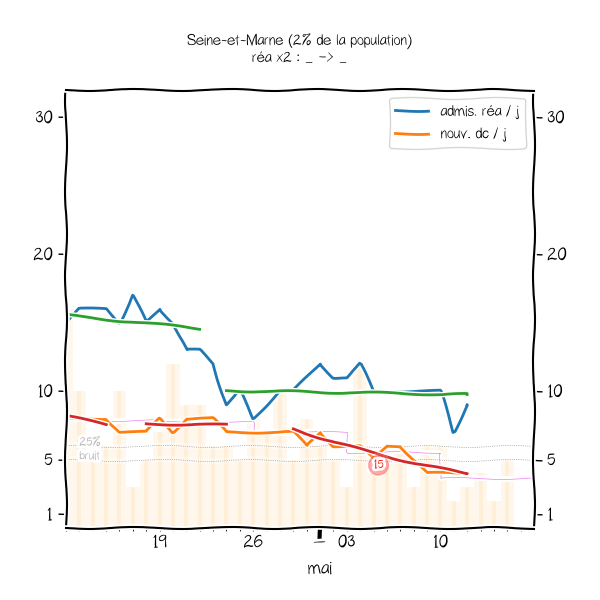 Seine-et-Marne (2% de la population)
réa x2 : _ -> _
admis. réa / j
nouv. dc / j
30
30
20
20
10
10
25%
bruit
5
5
15
1
1
19
26
03
10
mai